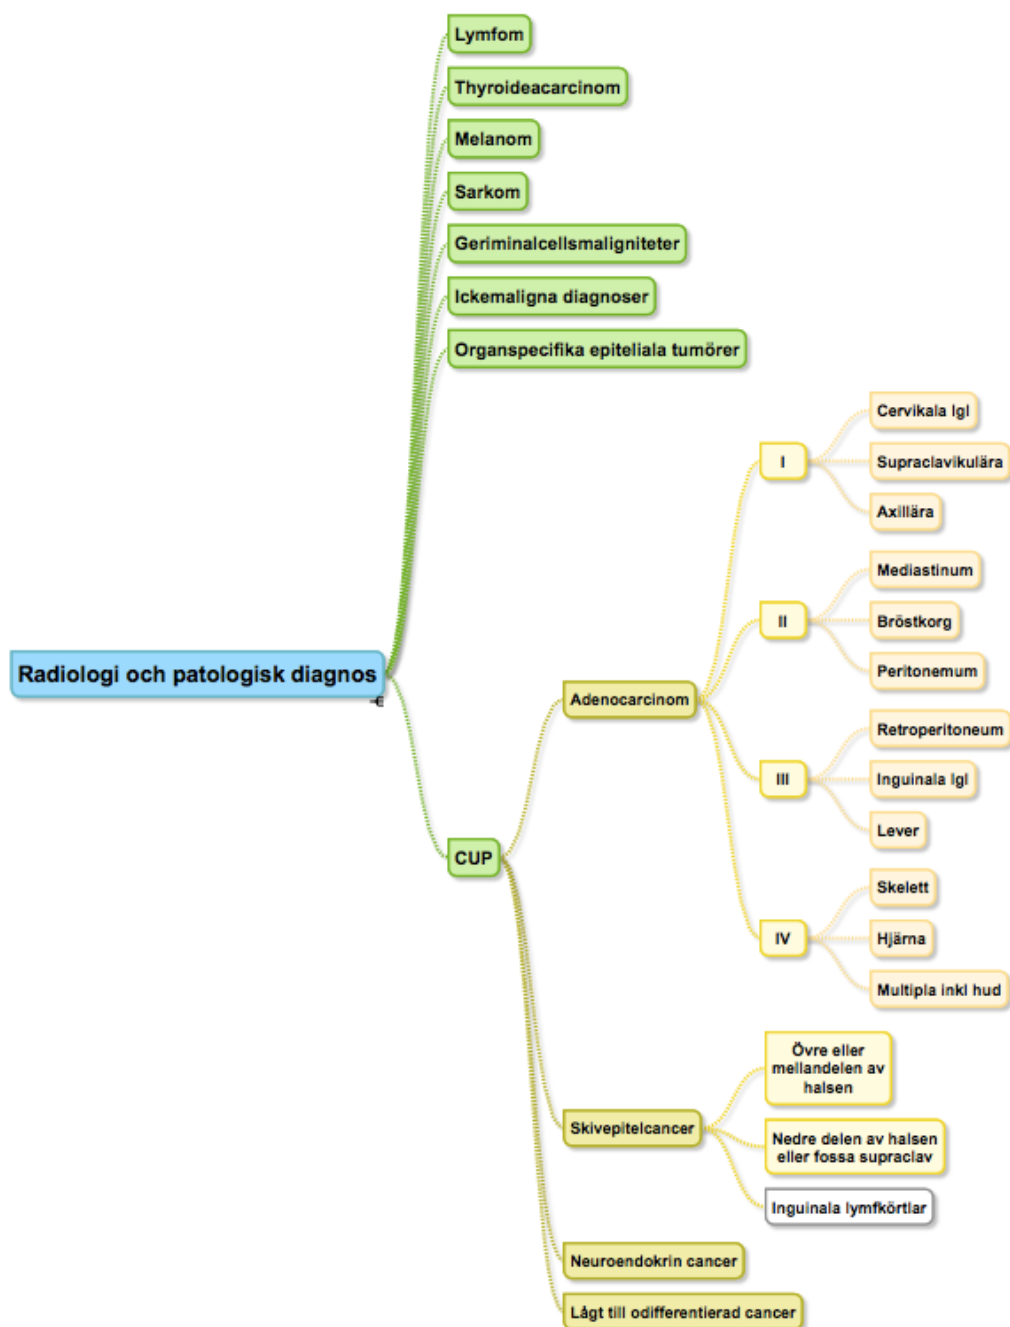 Lymfom
Thyroideacarcinom
Melanom
Sarkom
Geriminalcellsmaligniteter
Ickemaligna diagnoser
Organspecifika epiteliala tumörer
Cervikala lgl
I
Supraclavikulära
Axillära
Mediastinum
II
Bröstkorg
Peritonemum
Radiologi och patologisk diagnos
Adenocarcinom
Retroperitoneum
III
Inguinala lgl
Lever
CUP
Skelett
IV
Hjärna
Multipla inkl hud
Övre eller
mellandelen av
halsen
Skivepitelcancer
Nedre delen av halsen
eller fossa supraclav
Inguinala lymfkörtlar
Neuroendokrin cancer
Lågt till odifferentierad cancer